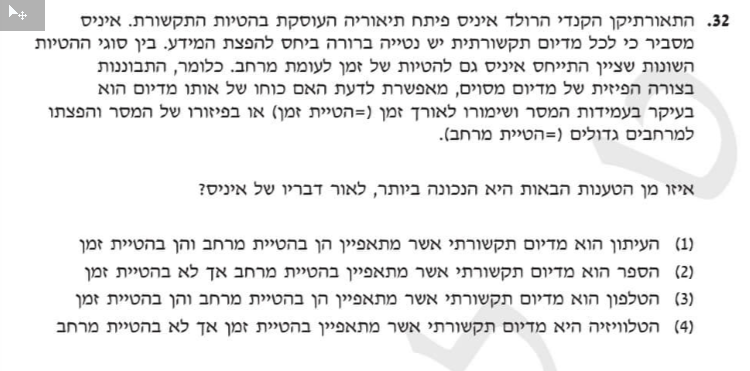 32. התאורתיקן הקנדי הרולד איניס פיתח תיאוריה העוסקת בהטיות התקשורת. איניס
מסביר כי לכל מדיום תקשורתית יש נטייה ברורה ביחס להפצת המידע. בין סוגי ההטיות
השונות שציין התייחס איניס גם להטיות של זמן לעומת מרחב. כלומר, התבוננות
בצורה הפיזית של מדיום מסוים, מאפשרת לדעת האם כוחו של אותו מדיום הוא
בעיקר בעמידות המסר ושימורו לאורך זמן (=הטיית זמן) או בפיזורו של המסר והפצתו
למרחבים גדולים (=הטיית מרחב).
איזו מן הטענות הבאות היא הנכונה ביותר, לאור דבריו של איניס?
(1) העיתון הוא מדיום תקשורתי אשר מתאפיין הן בהטיית מרחב והן בהטיית זמן
(2) הספר הוא מדיום תקשורתי אשר מתאפיין בהטיית מרחב אך לא בהטיית זמן
(3) הטלפון הוא מדיום תקשורתי אשר מתאפיין הן בהטיית מרחב והן בהטיית זמן
(4) הטלוויזיה היא מדיום תקשורתי אשר מתאפיין בהטיית זמן אך לא בהטיית מרחב